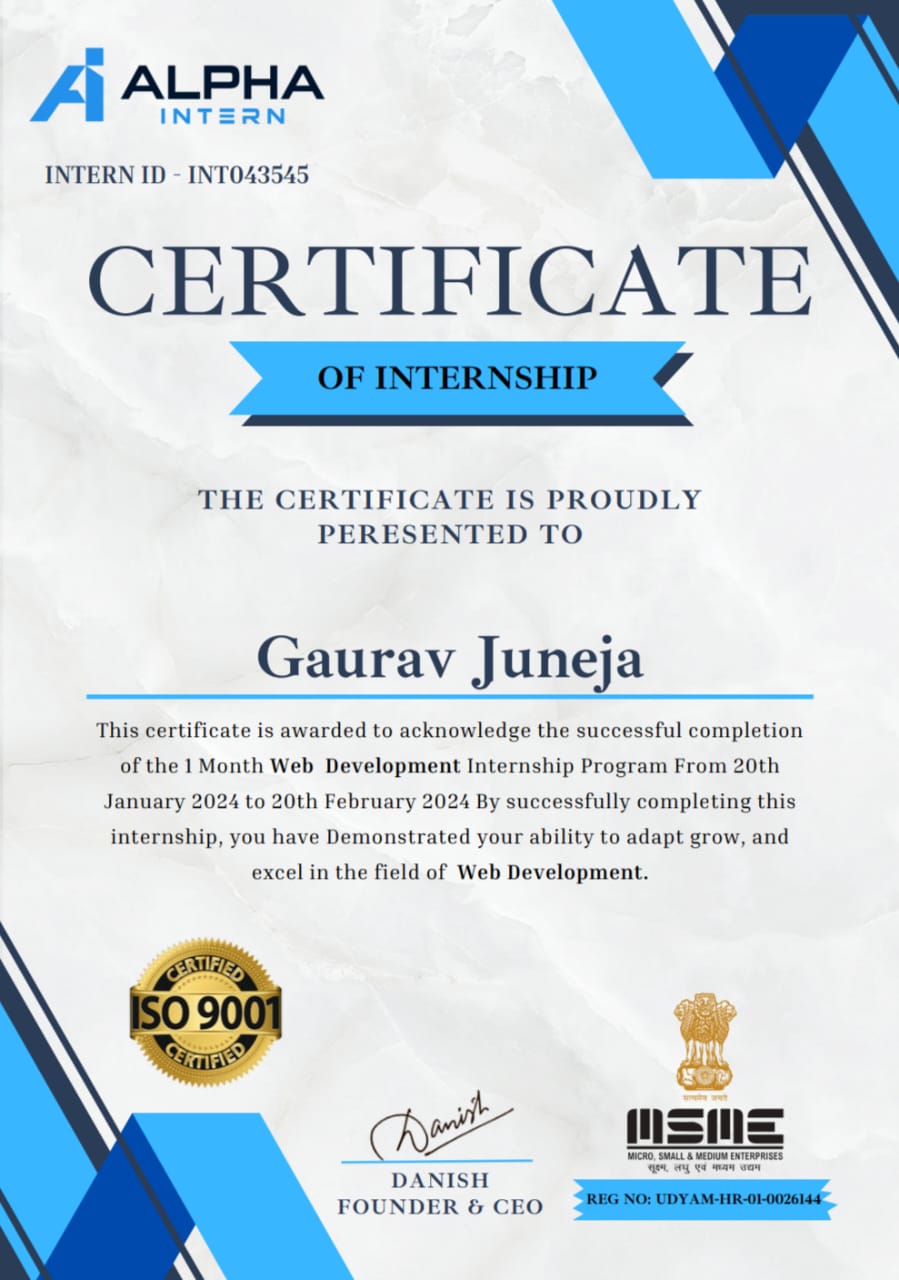 ALPHA
INTERN
INTERN ID - INT043545
CERTIFICATE
OF INTERNSHIP
THE CERTIFICATE IS PROUDLY
PERESENTED TO
Gaurav Juneja
This certificate is awarded to acknowledge the successful completion
of the 1 Month Web Development Internship Program From 20th
January 2024 to 20th February 2024 By successfully completing this
internship, you have Demonstrated your ability to adapt grow, and
excel in the field of Web Development.
CERTIFIED
ISO 9001
CERTIFIED
Danish
DANISH
FOUNDER & CEO
सत्यमेव जयते
MSME
MICRO, SMALL & MEDIUM ENTERPRISES
सूक्ष्म, लघु एवं मध्यम उद्यम
REG NO: UDYAM-HR-01-0026144